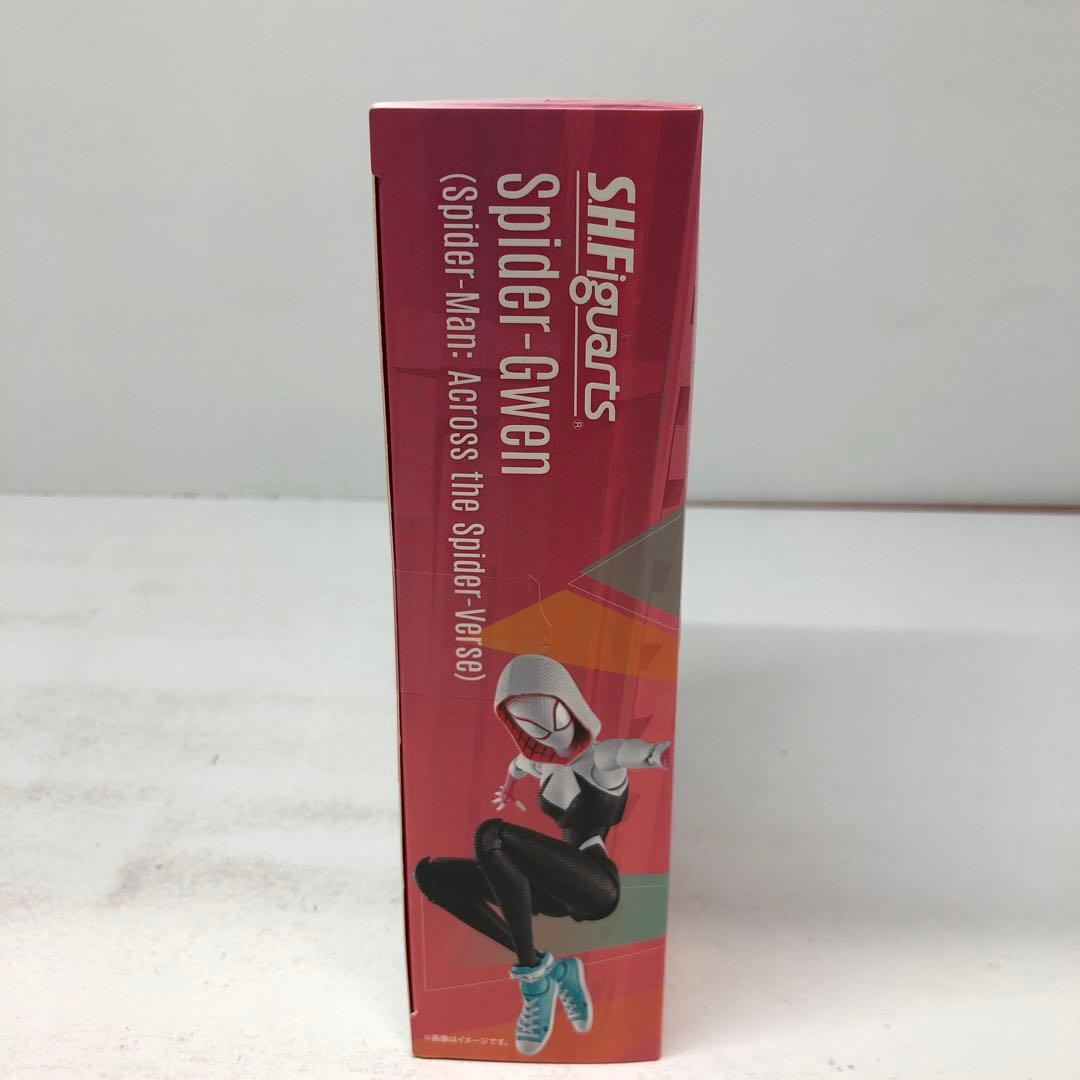 S.H.Figuarts®
Spider-Gwen
(Spider-Man: Across the Spider-Verse)
※画像はイメージです。